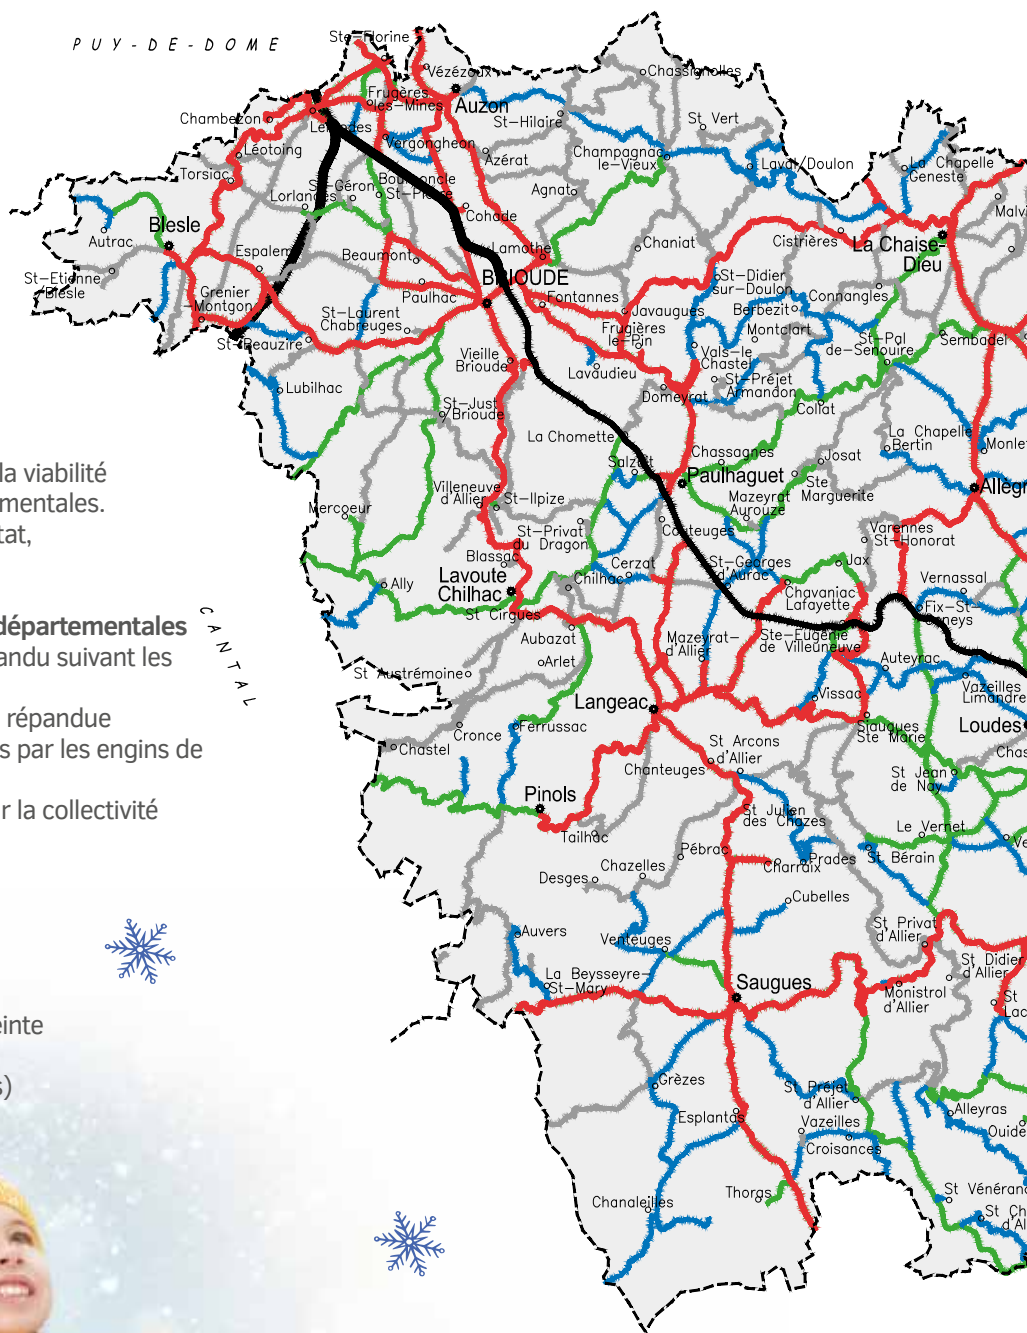 PUY-DE-DOME
Ste-Florine
Vézézoux
Chassignolles
Frugères
les-Mines
Auzon
Chambezon
St-Hilaire
St Vert
Léotoing
Vergongheon
Azérat
Champagnac
le-Vieux
Laval/Doulon
La Chapelle
Geneste
Torsiac
St-Géron
Bournoncle
St-Pierre
Lorlanges
Agnat
Cohade
Blesle
Autrac
Lamothe
Chaniat
Cistrières
La Chaise-
Dieu
Espalem
Beaumont
St-Etienne
/Blesle
BRIOUDE
St-Didier
sur-Doulon
Grenier
-Montgon
Paulhac
Fontannes
Berbezit
Connangles
St-Laurent
Chabreuges
Javaugues
Montclart
St-Beauzire
Frugières
le-Pin
St-Pal
de-Senouire
Sembadel
Vieille
Brioude
Vals-le
Chastel
Lavaudieu
St-Préjet
Armandon
Lubilhac
Domeyrat
Collat
St-Just
/Brioude
La Chomette
La Chapelle
Bertin
la viabilité
Chassagnes
Josat
Salzuit
Paulhaguet
Ste
Marguerite
Villeneuve
d'Allier
St-Ilpize
Mazeyrat
Aurouze
ementales.
Mercoeur
St-Privat
du Dragon
Couteuges
Varennes
St-Honorat
tat,
Blassac
Cerzat
St-Georges
d'Aurac
Jax
Lavoute
Chilhac
Chilhac
Chavaniac
Lafayette
Vernassal
Ally
CANTAL
St Cirgues
Fix-St-
Geneys
départementales
Aubazat
Mazeyrat-
d'Allier
Ste-Eugénie
de Villeneuve
andu suivant les
Arlet
Auteyrac
St Austrémoine
Vazeilles
Limandre
Langeac
Vissac
répandue
Cronce
Ferrussac
Siaugues
Ste Marie
Loudes
s par les engins de
Chastel
St Arcons
d'Allier
Chanteuges
St Jean
de Nay
Pinols
r la collectivité
St Julien
des Chazes
Tailhac
Le Vernet
Pébrac
St Bérain
Chazelles
Charraix
Prades
Desges
Cubelles
Auvers
Venteuges
St Privat
d'Allier
La Beysseyre-
St-Mary
St Didier
d'Allier
Saugues
Monistrol
d'Allier
einte
s)
Grèzes
St Préjet
d'Allier
Esplantas
Alleyras
Vazeilles
Croisances
Thoras
Chanaleilles